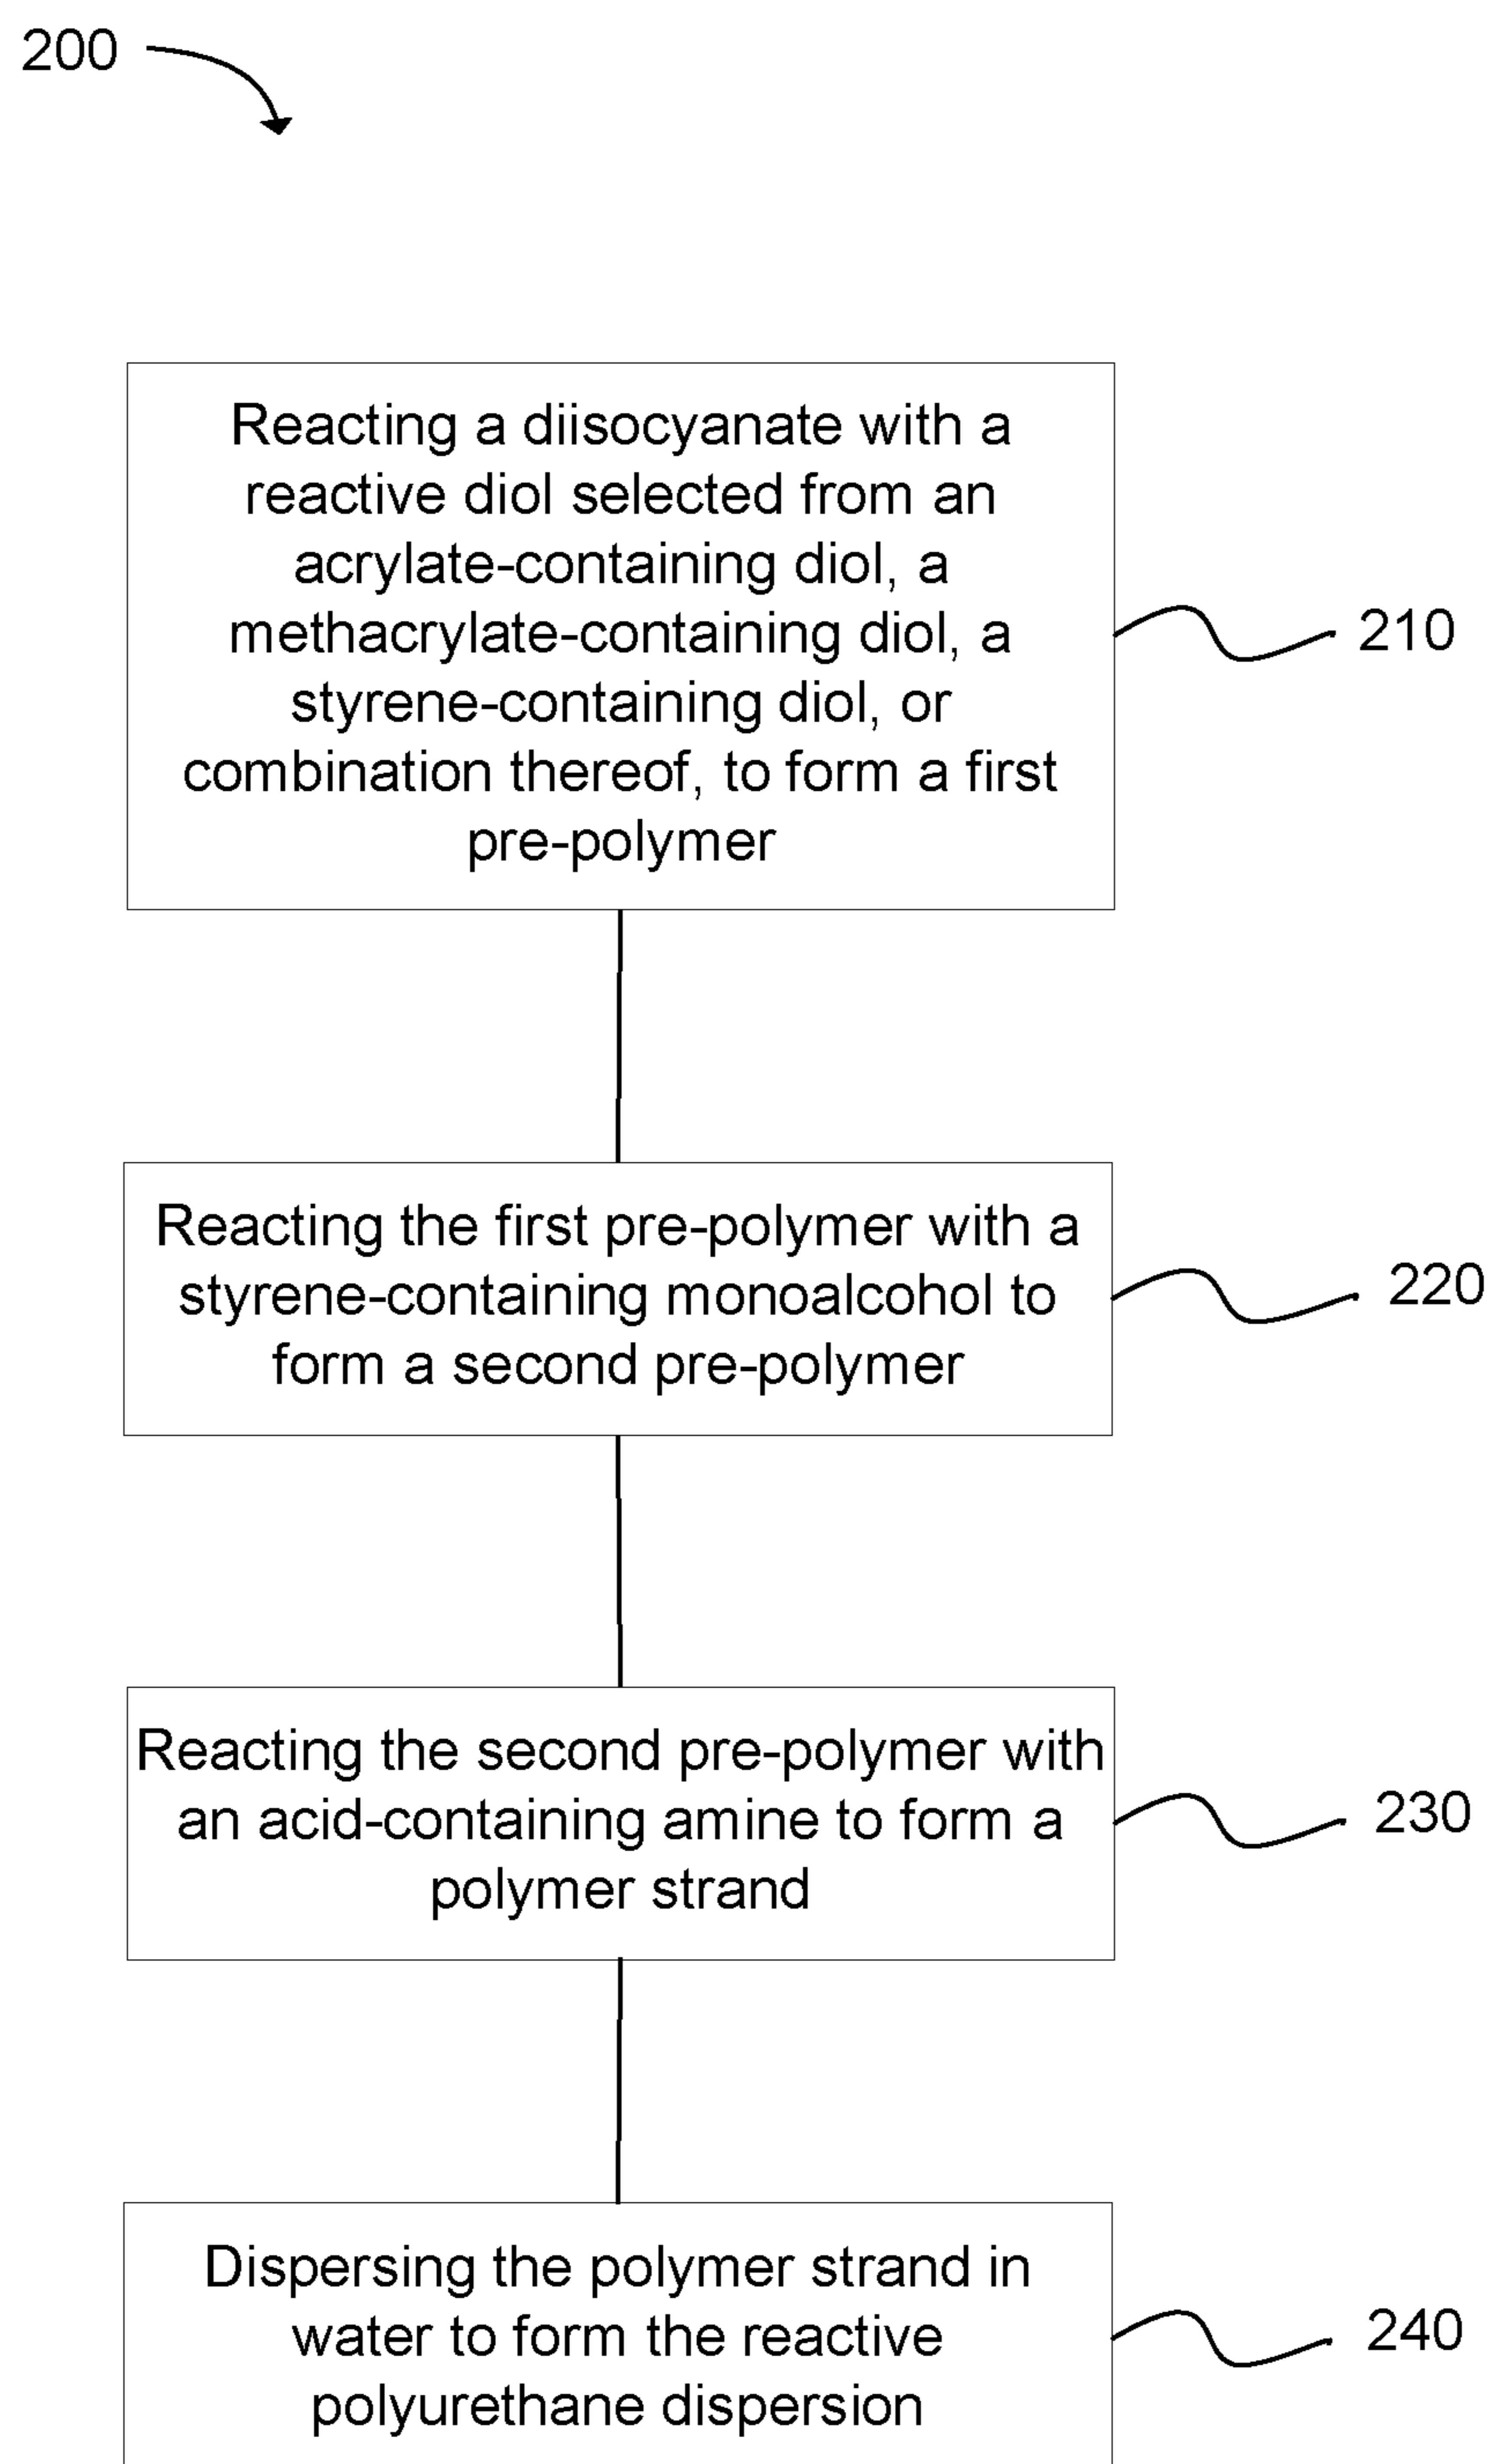 200
Reacting a diisocyanate with a
reactive diol selected from an
acrylate-containing diol, a
methacrylate-containing diol, a
styrene-containing diol, or
combination thereof, to form a first
pre-polymer
210
Reacting the first pre-polymer with a
styrene-containing monoalcohol to
form a second pre-polymer
220
Reacting the second pre-polymer with
an acid-containing amine to form a
polymer strand
230
Dispersing the polymer strand in
water to form the reactive
polyurethane dispersion
240